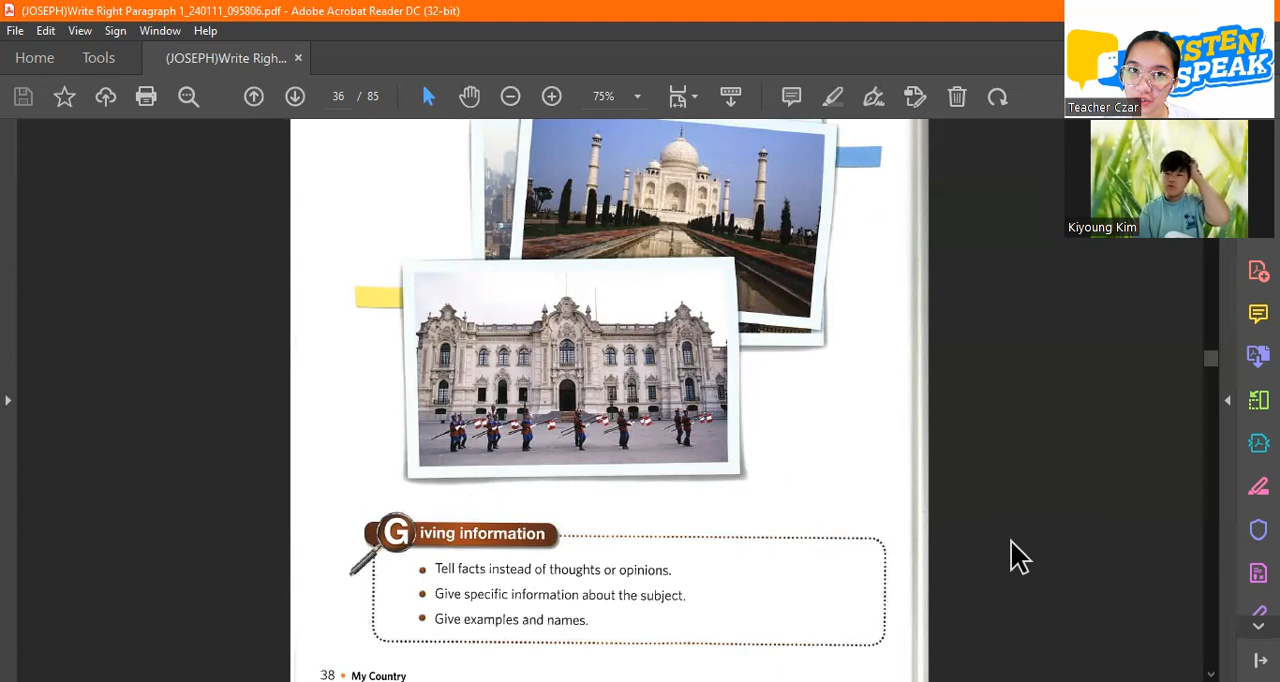 (JOSEPH)Write Right Paragraph 1_240111_095806.pdf - Adobe Acrobat Reader DC (32-bit)
File Edit View Sign Window Help
Home Tools (JOSEPH)Write Righ... ×
36 / 85 75%
LISTEN
SPEAK
Teacher Czar
Kiyoung Kim
Giving information
Tell facts instead of thoughts or opinions.
Give specific information about the subject.
Give examples and names.
38 • My Country